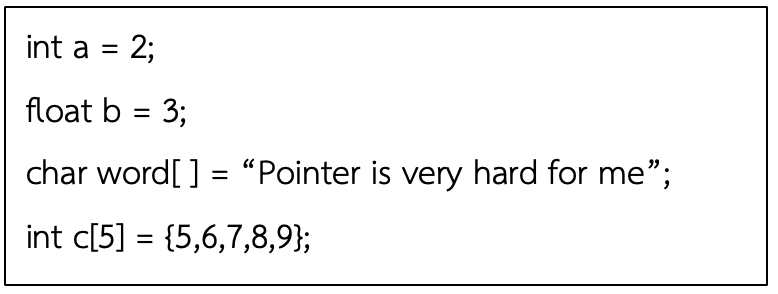 int a = 2;
float b = 3;
char word[ ] = “Pointer is very hard for me”;
int c[5] = {5,6,7,8,9};